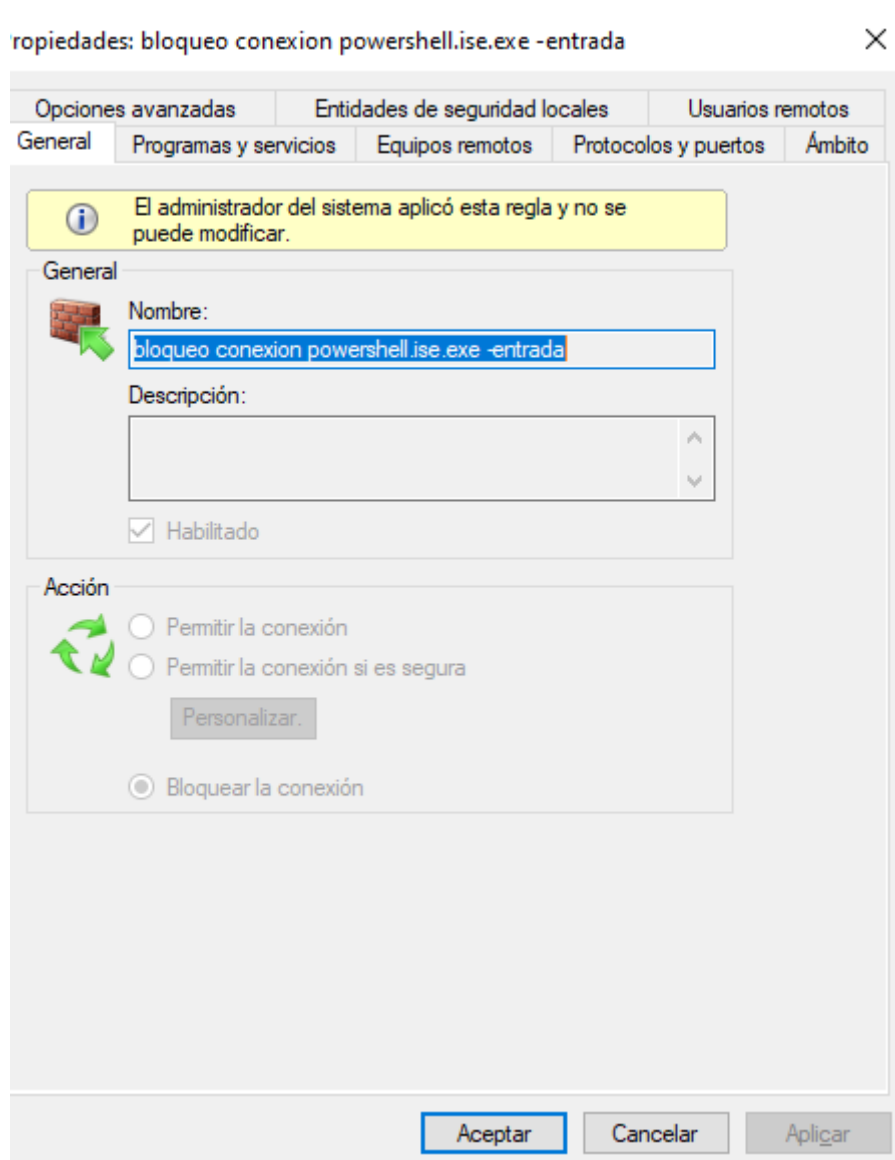 ropiedades: bloqueo conexion powershell.ise.exe -entrada
Opciones avanzadas Entidades de seguridad locales Usuarios remotos
General Programas y servicios Equipos remotos Protocolos y puertos Ámbito
El administrador del sistema aplicó esta regla y no se
puede modificar.
General
Nombre:
bloqueo conexion powershell.ise.exe -entrada
Descripción:
Habilitado
Acción
Permitir la conexión
Permitir la conexión si es segura
Personalizar.
Bloquear la conexión
Aceptar Cancelar Aplicar